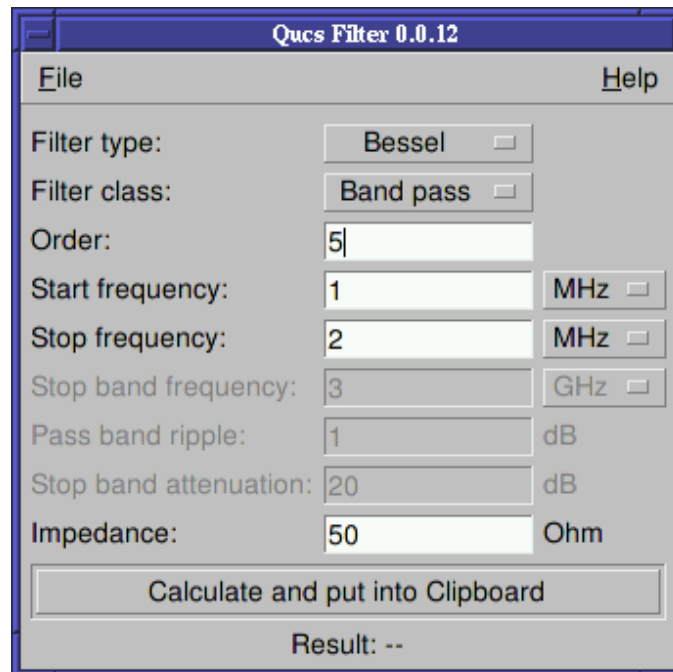 Qucs Filter 0.0.12
File Help
Filter type: Bessel
Filter class: Band pass
Order: 5
Start frequency: 1 MHz
Stop frequency: 2 MHz
Stop band frequency: 3 GHz
Pass band ripple: 1 dB
Stop band attenuation: 20 dB
Impedance: 50 Ohm
Calculate and put into Clipboard
Result: --